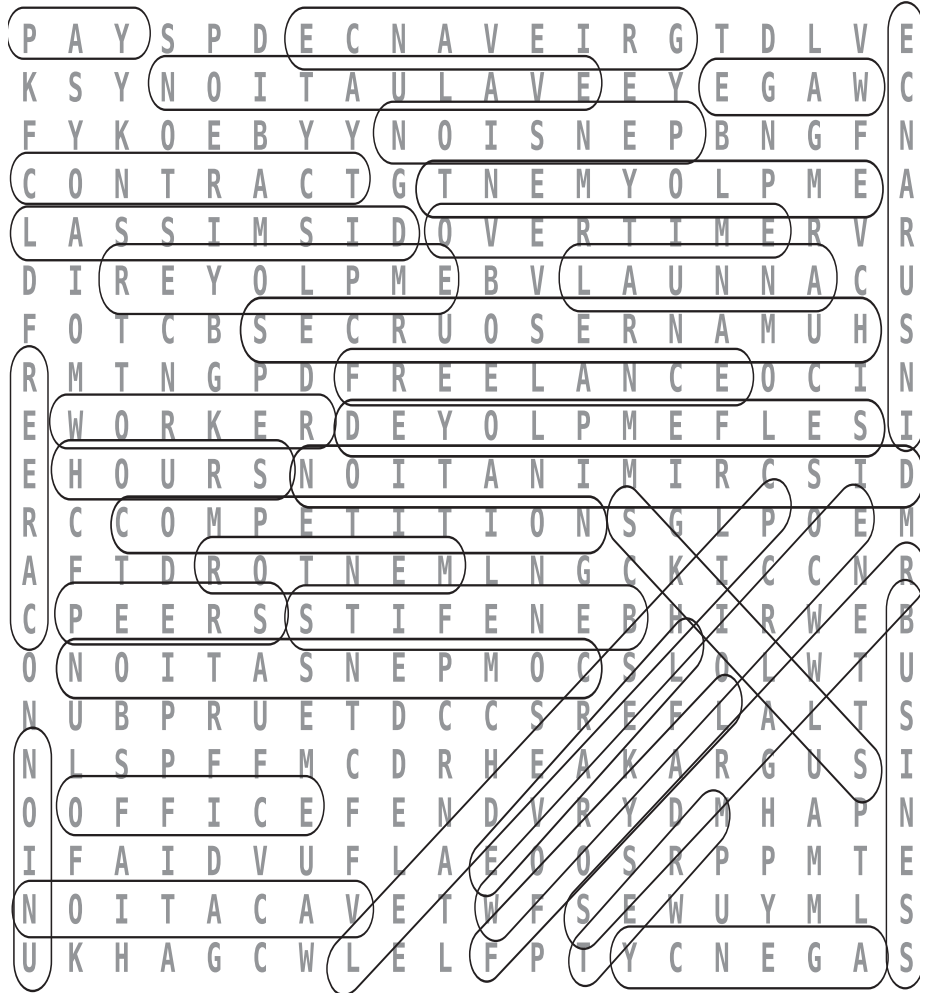 P A Y S P D E C N A V E I R G T D L V E
K S Y N O I T A U L A V E E Y E G A W C
F Y K O E B Y Y N O I S N E P B N G F N
C O N T R A C T G T N E M Y O L P M E A
L A S S I M S I D O V E R T I M E R V R
D I R E Y O L P M E B V L A U N N A C U
F O T C B S E C R U O S E R N A M U H S
R M T N G P D F R E E L A N C E O C I N
E W O R K E R D E Y O L P M E F L E S I
E H O U R S N O I T A N I M I R C S I D
R C C O M P E T I T I O N S G L P O E M
A F T D R O T N E M L N G C K I C C N R
C P E E R S S T I F E N E B H I R W E B
O N O I T A S N E P M O C S L O L W T U
N U B P R U E T D C C S R E F L A L T S
N L S P F F M C D R H E A K A R G U S I
O O F F I C E F E N D V R Y D M H A P N
I F A I D V U F L A E O O S R P P M T E
N O I T A C A V E T W F S E W U Y M L S
U K H A G C W L E L F P T Y C N E G A S